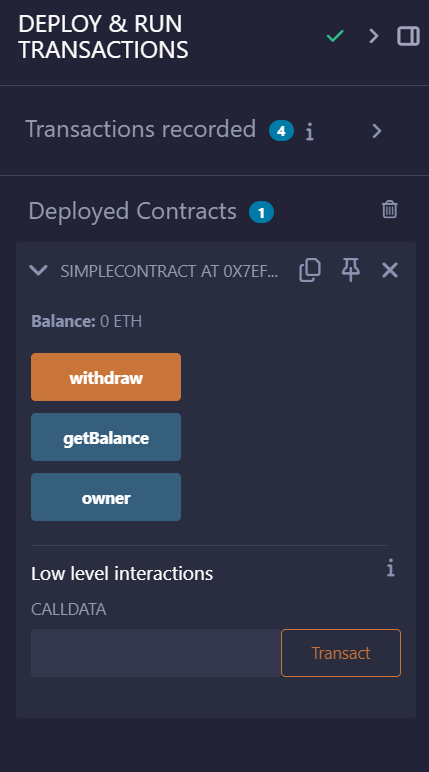 DEPLOY & RUN
TRANSACTIONS
Transactions recorded 4 i
Deployed Contracts 1
SIMPLECONTRACT AT 0X7EF...
Balance: 0 ETH
withdraw
getBalance
owner
Low level interactions i
CALLDATA
Transact